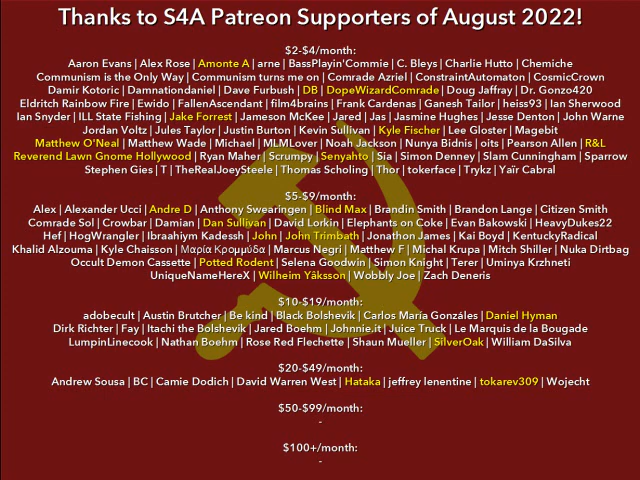 Thanks to S4A Patreon Supporters of August 2022!
$2-$4/month:
Aaron Evans | Alex Rose | Amonte A | arne | BassPlayin'Commie | C. Bleys | Charlie Hutto | Chemiche
Communism is the Only Way | Communism turns me on | Comrade Azriel | ConstraintAutomaton | CosmicCrown
Damir Kotoric | Damnationdaniel | Dave Furbush | DB | DopeWizardComrade | Doug Jaffray | Dr. Gonzo420
Eldritch Rainbow Fire | Ewido | FallenAscendant | film4brains | Frank Cardenas | Ganesh Tailor | heiss93 | Ian Sherwood
Ian Snyder | ILL State Fishing | Jake Forrest | Jameson McKee | Jared | Jas | Jasmine Hughes | Jesse Denton | John Warne
Jordan Voltz | Jules Taylor | Justin Burton | Kevin Sullivan | Kyle Fischer | Lee Gloster | Magebit
Matthew O'Neal | Matthew Wade | Michael | MLMLover | Noah Jackson | Nunya Bidnis | oits | Pearson Allen | R&L
Reverend Lawn Gnome Hollywood | Ryan Maher | Scrumpy | Senyahto | Sia | Simon Denney | Slam Cunningham | Sparrow
Stephen Gies | T | TheRealJoeySteele | Thomas Scholing | Thor | tokerface | Trykz | Yaïr Cabral
$5-$9/month:
Alex | Alexander Ucci | Andre D | Anthony Swearingen | Blind Max | Brandin Smith | Brandon Lange | Citizen Smith
Comrade Sol | Crowbar | Damian | Dan Sullivan | David Lorkin | Elephants on Coke | Evan Bakowski | HeavyDukes22
Hef | HogWrangler | Ibraahiym Kadessh | John | John Trimbath | Jonathon James | Kai Boyd | KentuckyRadical
Khalid Alzouma | Kyle Chaisson | Μαρία Κρομμύδα | Marcus Negri | Matthew F | Michal Krupa | Mitch Shiller | Nuka Dirtbag
Occult Demon Cassette | Potted Rodent | Selena Goodwin | Simon Knight | Terer | Uminya Krzhneti
UniqueNameHereX | Wilheim Yâksson | Wobbly Joe | Zach Deneris
$10-$19/month:
adobecult | Austin Brutcher | Be kind | Black Bolshevik | Carlos María Gonzáles | Daniel Hyman
Dirk Richter | Fay | Itachi the Bolshevik | Jared Boehm | Johnnie.it | Juice Truck | Le Marquis de la Bougade
LumpinLinecook | Nathan Boehm | Rose Red Flechette | Shaun Mueller | SilverOak | William DaSilva
$20-$49/month:
Andrew Sousa | BC | Camie Dodich | David Warren West | Hataka | jeffrey lenentine | tokarev309 | Wojecht
$50-$99/month:
-
$100+/month:
-